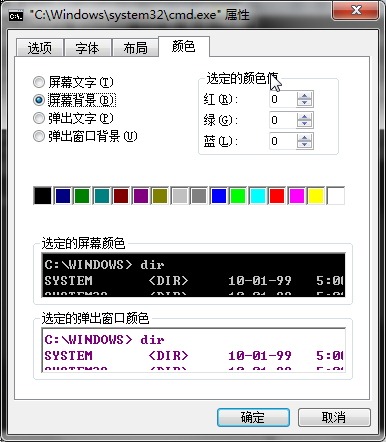 "C:\Windows\system32\cmd.exe" 属性
选项 字体 布局 颜色
屏幕文字(T)
屏幕背景(B)
弹出文字(P)
弹出窗口背景(U)
选定的颜色值
红(R): 0
绿(G): 0
蓝(L): 0
选定的屏幕颜色
C:\WINDOWS> dir
SYSTEM <DIR> 10-01-99 5:00
选定的弹出窗口颜色
C:\WINDOWS> dir
SYSTEM <DIR> 10-01-99 5:00
确定 取消